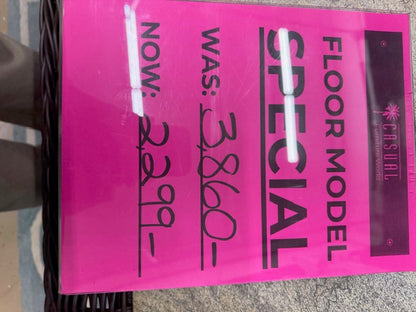 CASUAL
FLOOR MODEL
SPECIAL
WAS: 3,860-
NOW: 2,299-